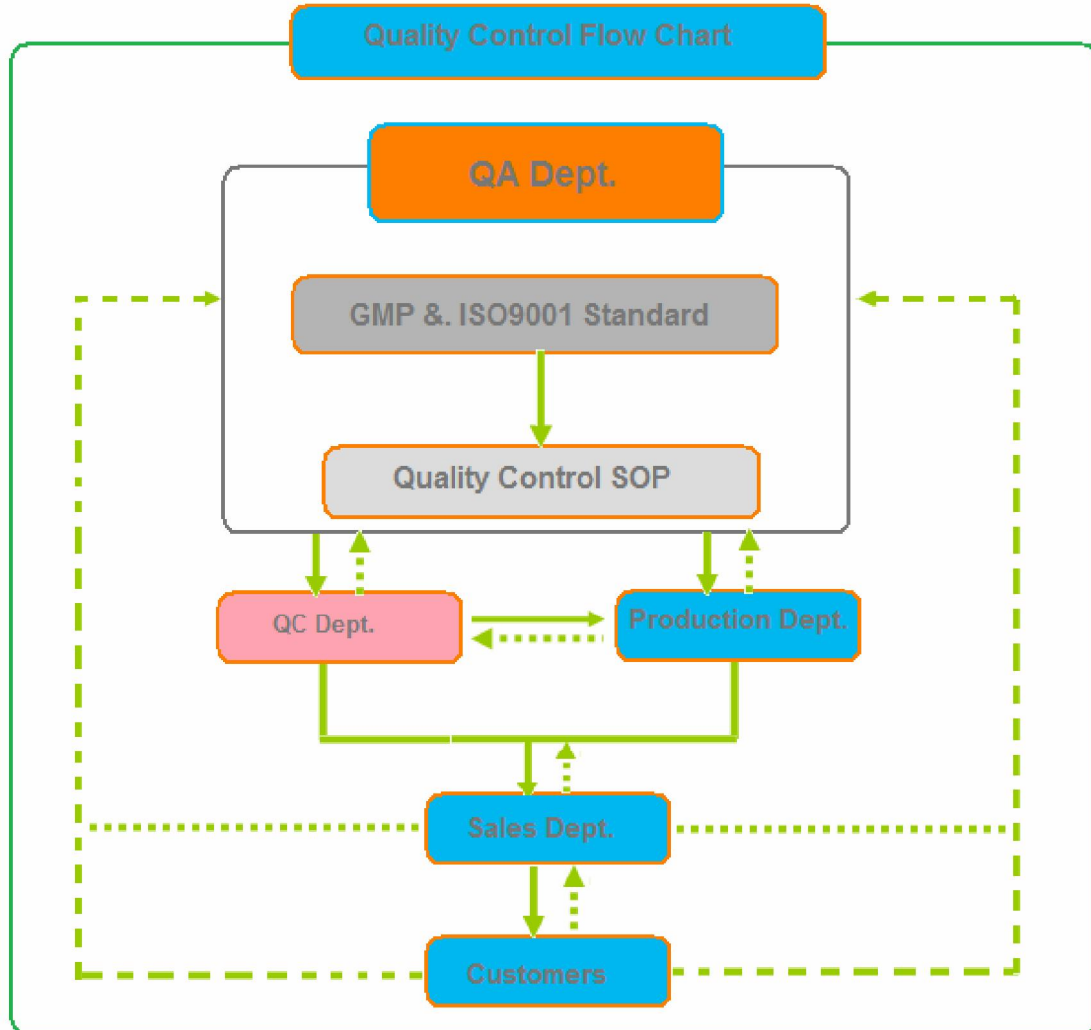 Quality Control Flow Chart
QA Dept.
GMP &. ISO9001 Standard
Quality Control SOP
QC Dept.
Production Dept.
Sales Dept.
Customers